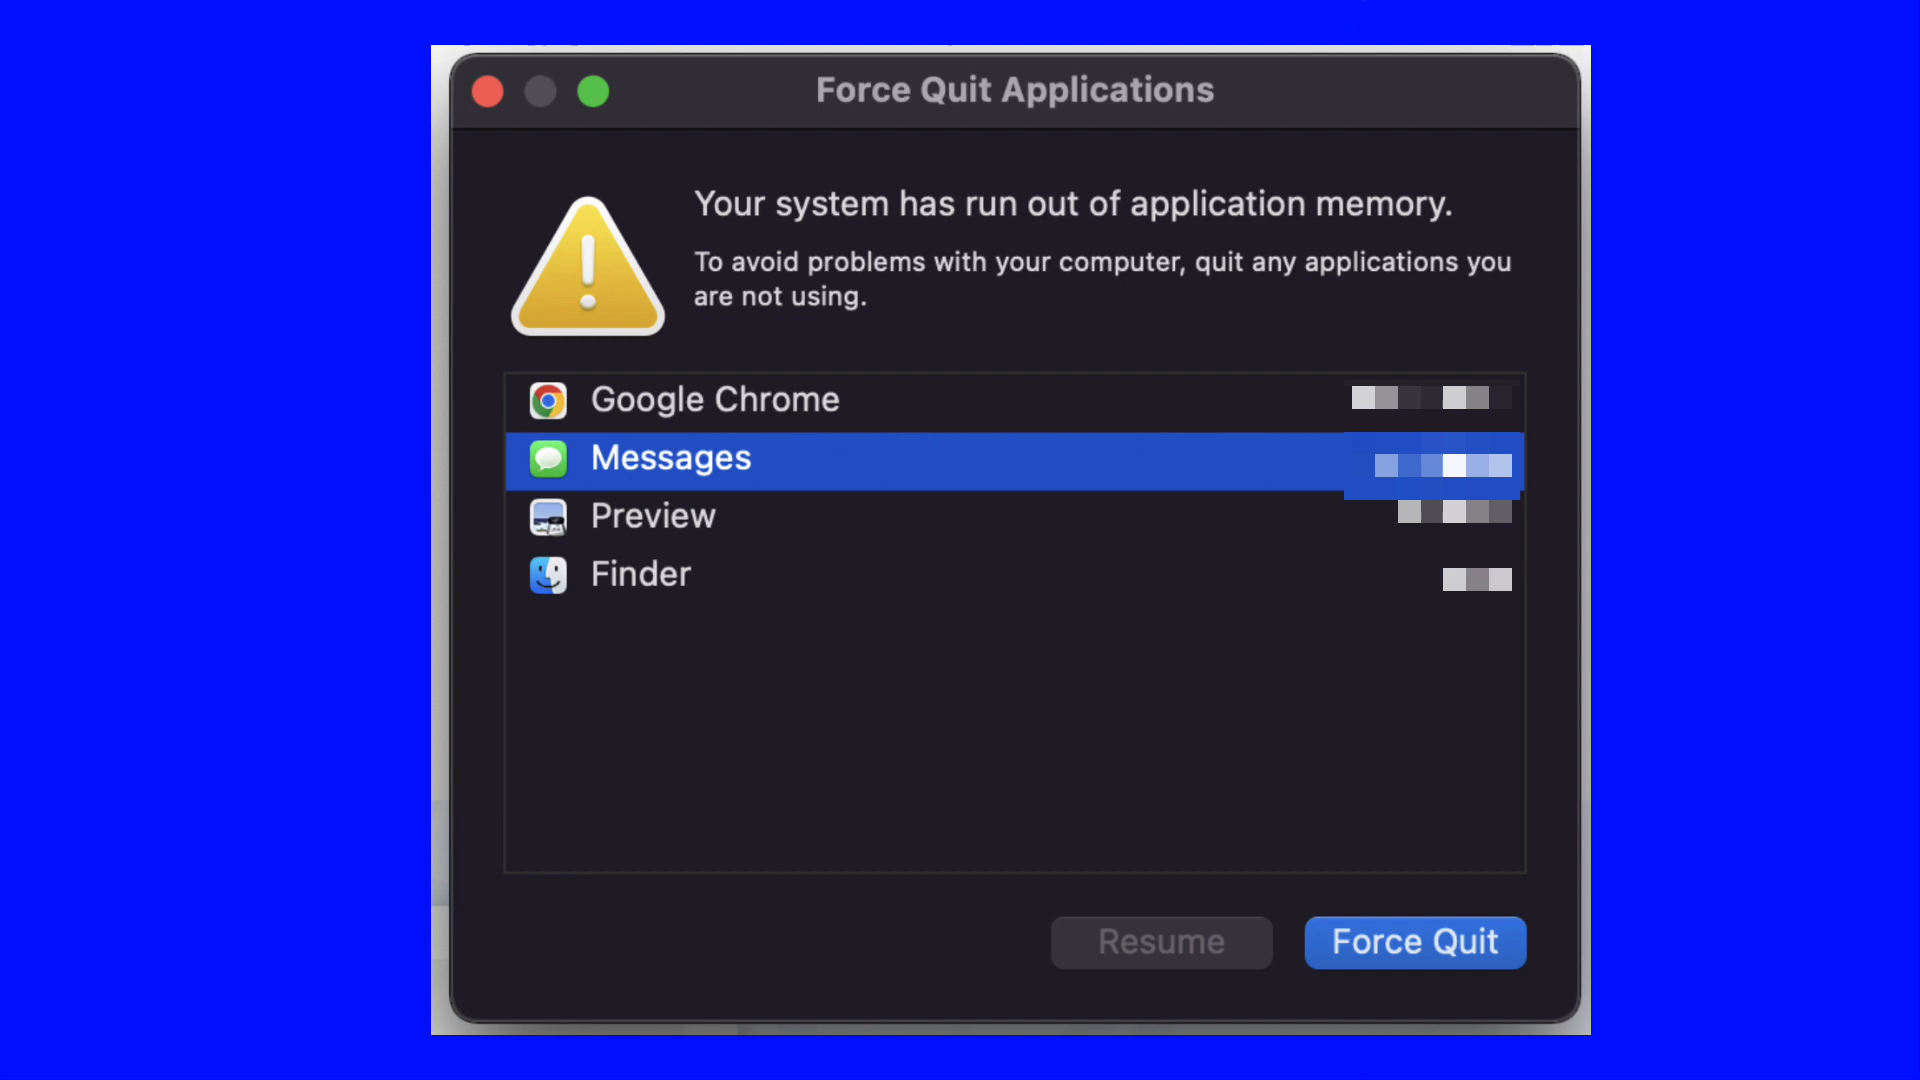 Force Quit Applications
Your system has run out of application memory.
To avoid problems with your computer, quit any applications you
are not using.
Google Chrome
Messages
Preview
Finder
Resume
Force Quit